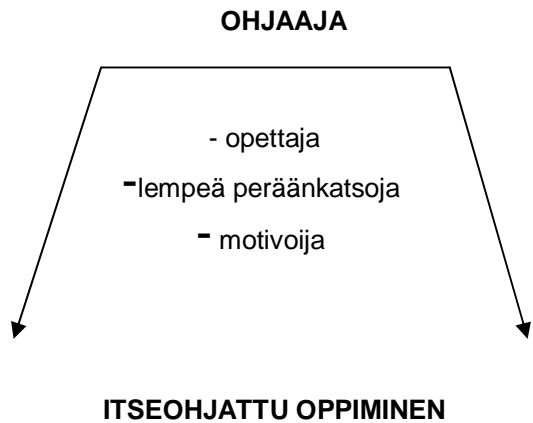 OHJAAJA
- opettaja
-lempeä peräänkatsoja
- motivoija
ITSEOHJATTU OPPIMINEN